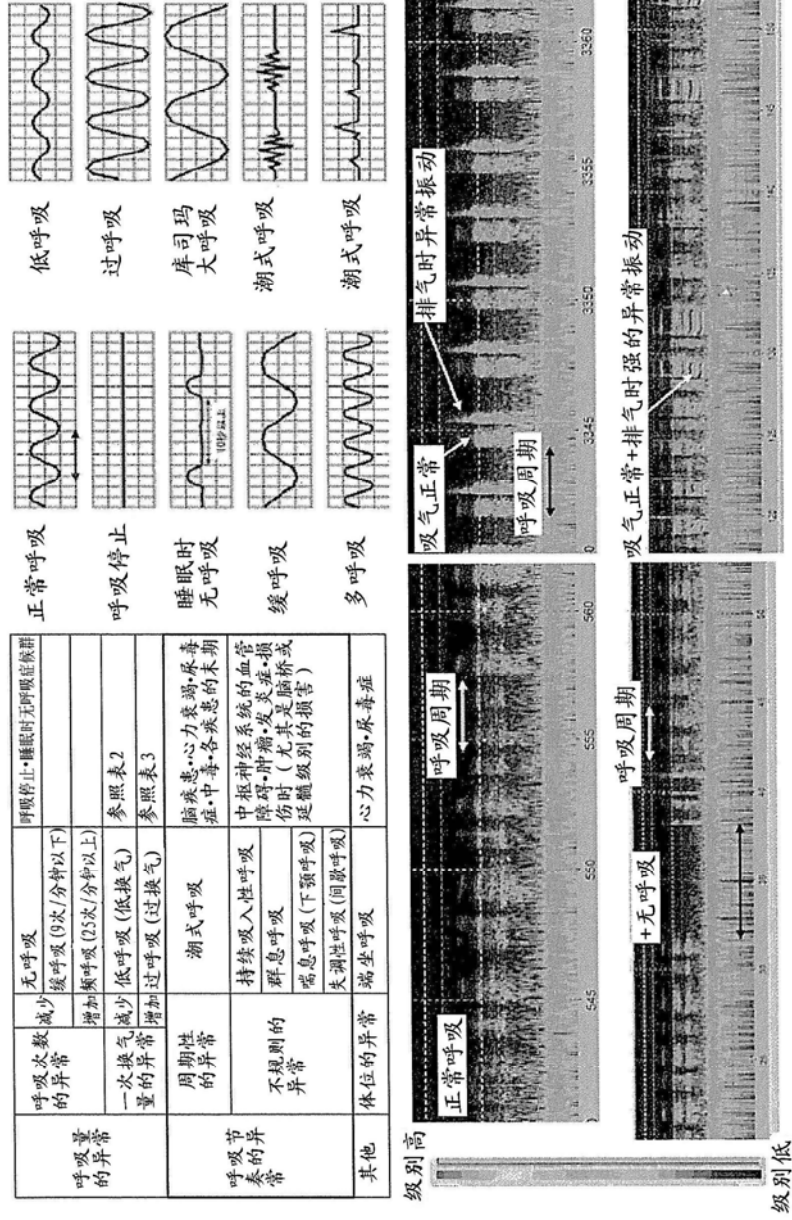 呼吸量
的异常
呼吸次数
的异常
减少
无呼吸
呼吸停止•睡眠时无呼吸症候群
缓呼吸(9次/分钟以下)
增加
频呼吸(25次/分钟以上)
一次换气
量的异常
减少
低呼吸(低换气)
参照表2
增加
过呼吸(过换气)
参照表3
呼吸节
奏的异
常
周期性
的异常
潮式呼吸
脑疾患•心力衰竭•尿毒
症•中毒•各疾患的末期
不规则的
异常
持续吸入性呼吸
群息呼吸
喘息呼吸(下颚呼吸)
失调性呼吸(间歇呼吸)
中枢神经系统的血管
障碍•肿瘤•发炎症•损
伤时(尤其是脑桥或
延髓级别的损害)
其他
体位的异常
端坐呼吸
心力衰竭•尿毒症
正常呼吸
低呼吸
呼吸停止
过呼吸
睡眠时
无呼吸
10秒以上
库司玛
大呼吸
缓呼吸
潮式呼吸
多呼吸
潮式呼吸
级别高
级别低
正常呼吸
呼吸周期
545
550
555
560
吸气正常
排气时异常振动
呼吸周期
0
3345
3350
3355
3360
+无呼吸
呼吸周期
25
30
35
40
45
50
吸气正常+排气时强的异常振动
120
125
130
135
140
145
150